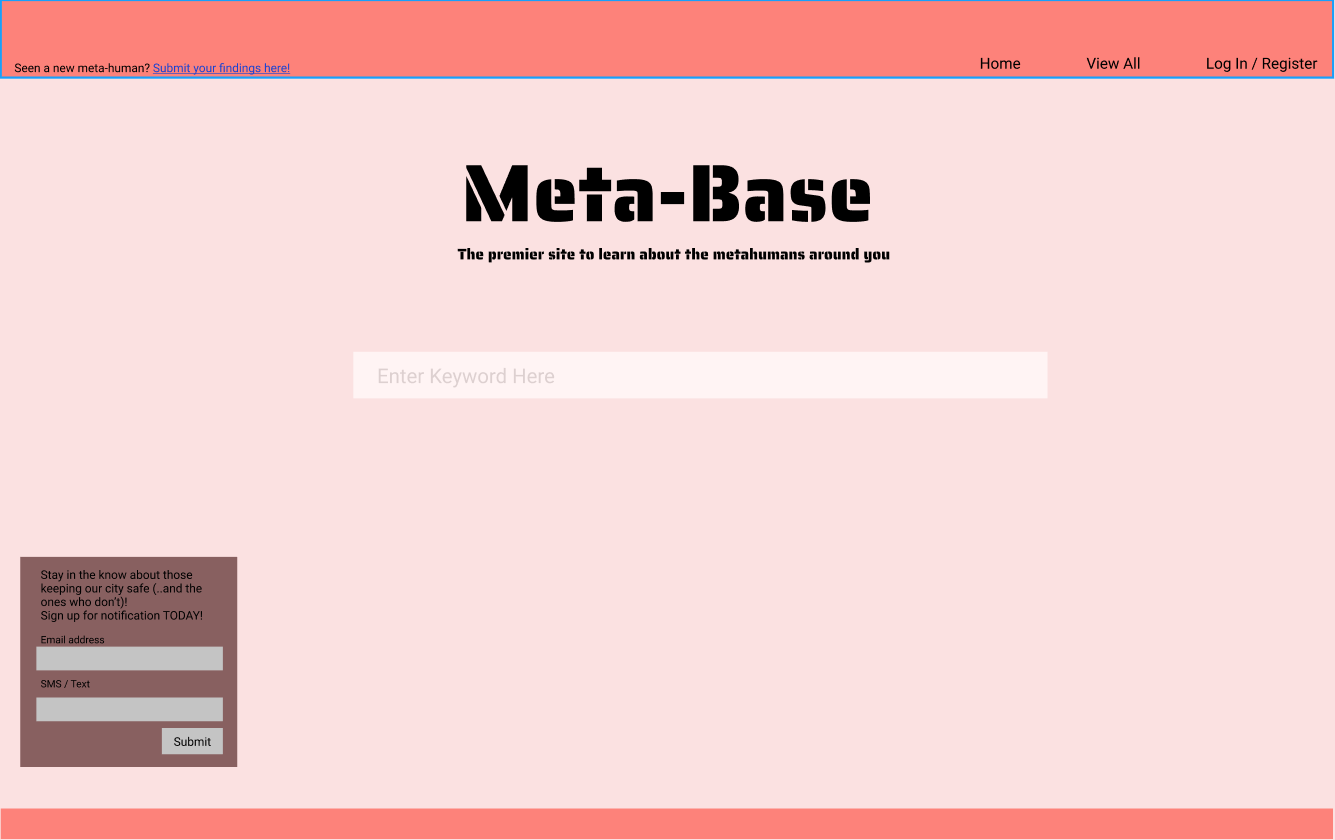 Seen a new meta-human? Submit your findings here!
Home
View All
Log In / Register
Meta-Base
The premier site to learn about the metahumans around you
Enter Keyword Here
Stay in the know about those
keeping our city safe (..and the
ones who don't)!
Sign up for notification TODAY!
Email address
SMS / Text
Submit